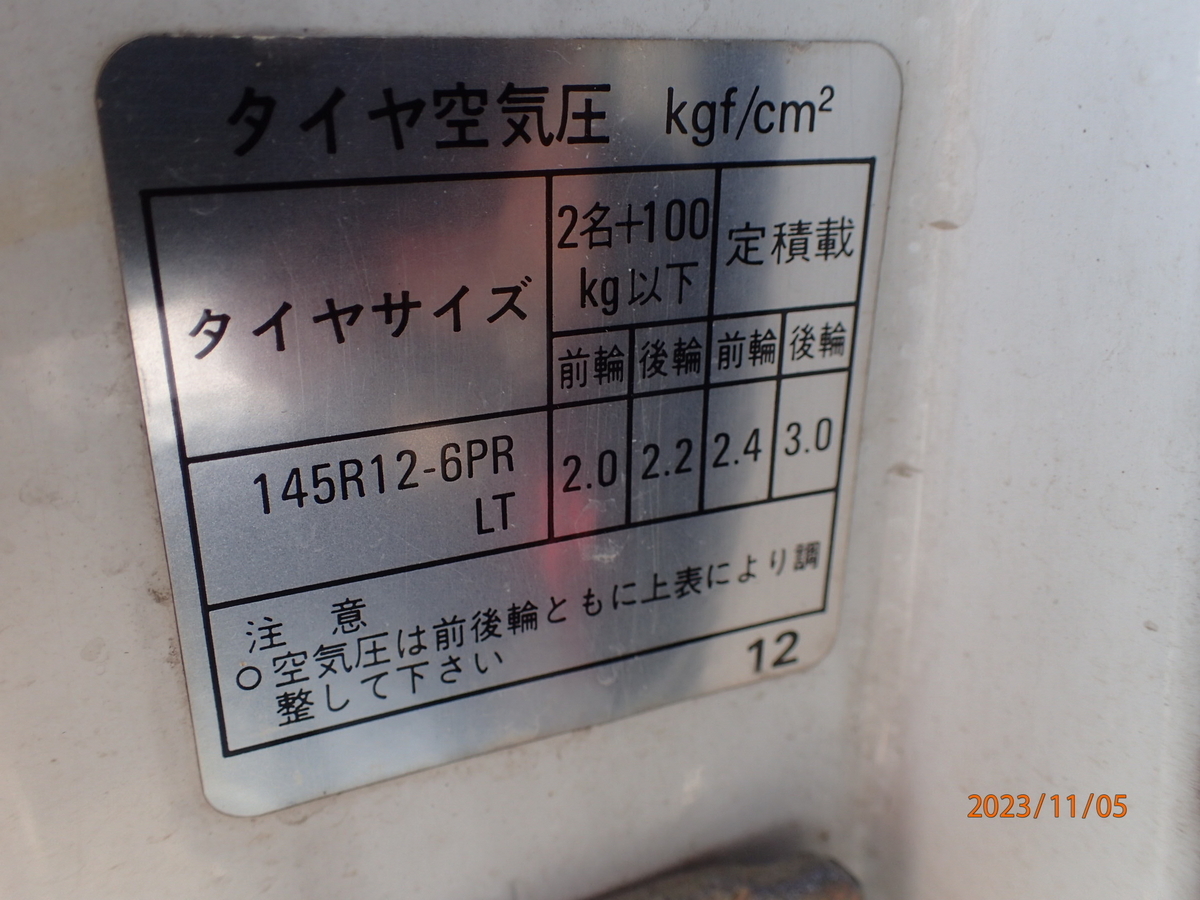 タイヤ空気圧 kgf/cm²
タイヤサイズ
2名+100
kg以下
定積載
前輪 後輪 前輪 後輪
145R12-6PR
LT
2.0 2.2 2.4 3.0
注 意
○空気圧は前後輪ともに上表により調
整して下さい
12
2023/11/05